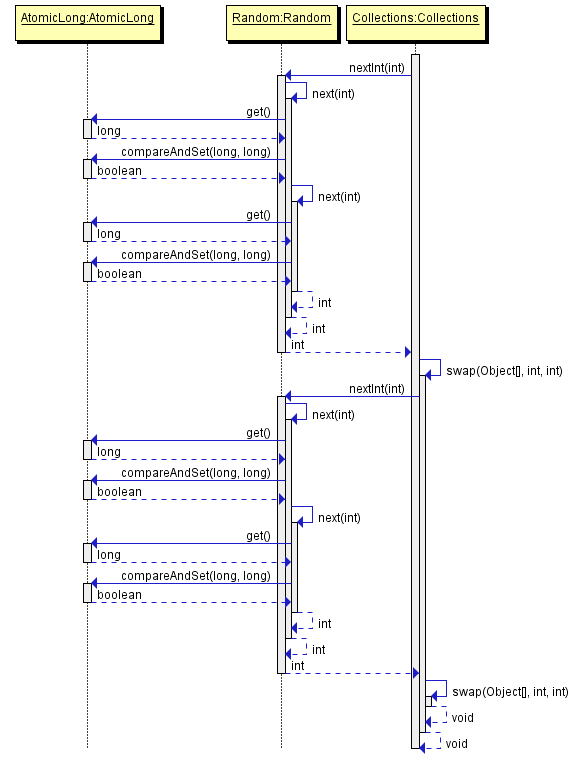 AtomicLong:AtomicLong
Random:Random
Collections:Collections
nextInt(int)
next(int)
get()
long
compareAndSet(long, long)
boolean
next(int)
get()
long
compareAndSet(long, long)
boolean
int
int
int
swap(Object[], int, int)
nextInt(int)
next(int)
get()
long
compareAndSet(long, long)
boolean
next(int)
get()
long
compareAndSet(long, long)
boolean
int
int
int
swap(Object[], int, int)
void
void